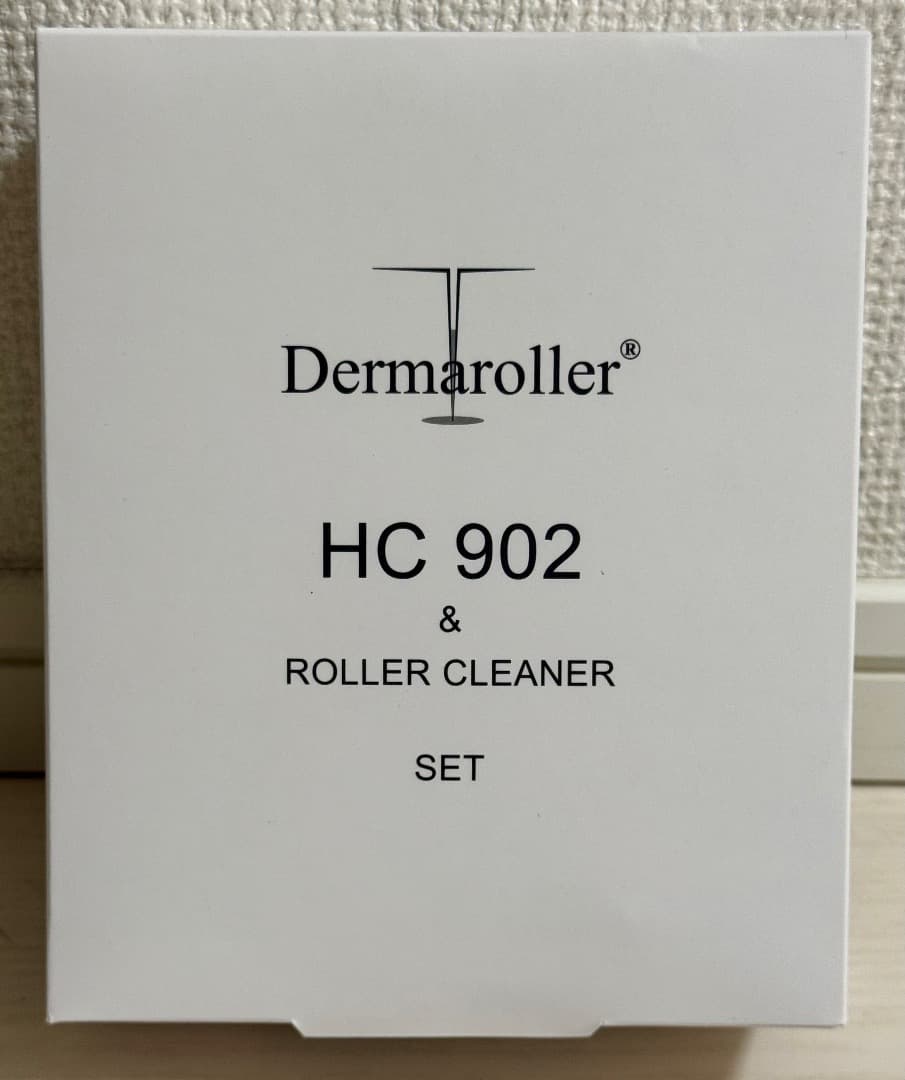 Dermaroller®
HC 902
&
ROLLER CLEANER
SET